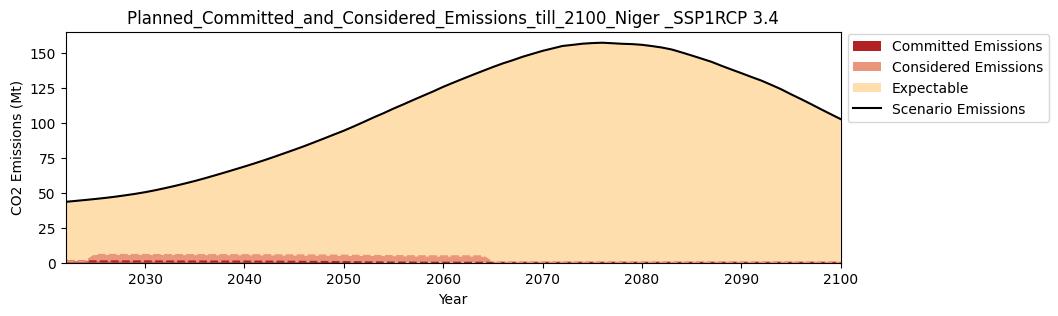 Planned_Committed_and_Considered_Emissions_till_2100_Niger _SSP1RCP 3.4
Committed Emissions
Considered Emissions
Expectable
Scenario Emissions
CO2 Emissions (Mt)
150
125
100
75
50
25
0
2030 2040 2050 2060 2070 2080 2090 2100
Year